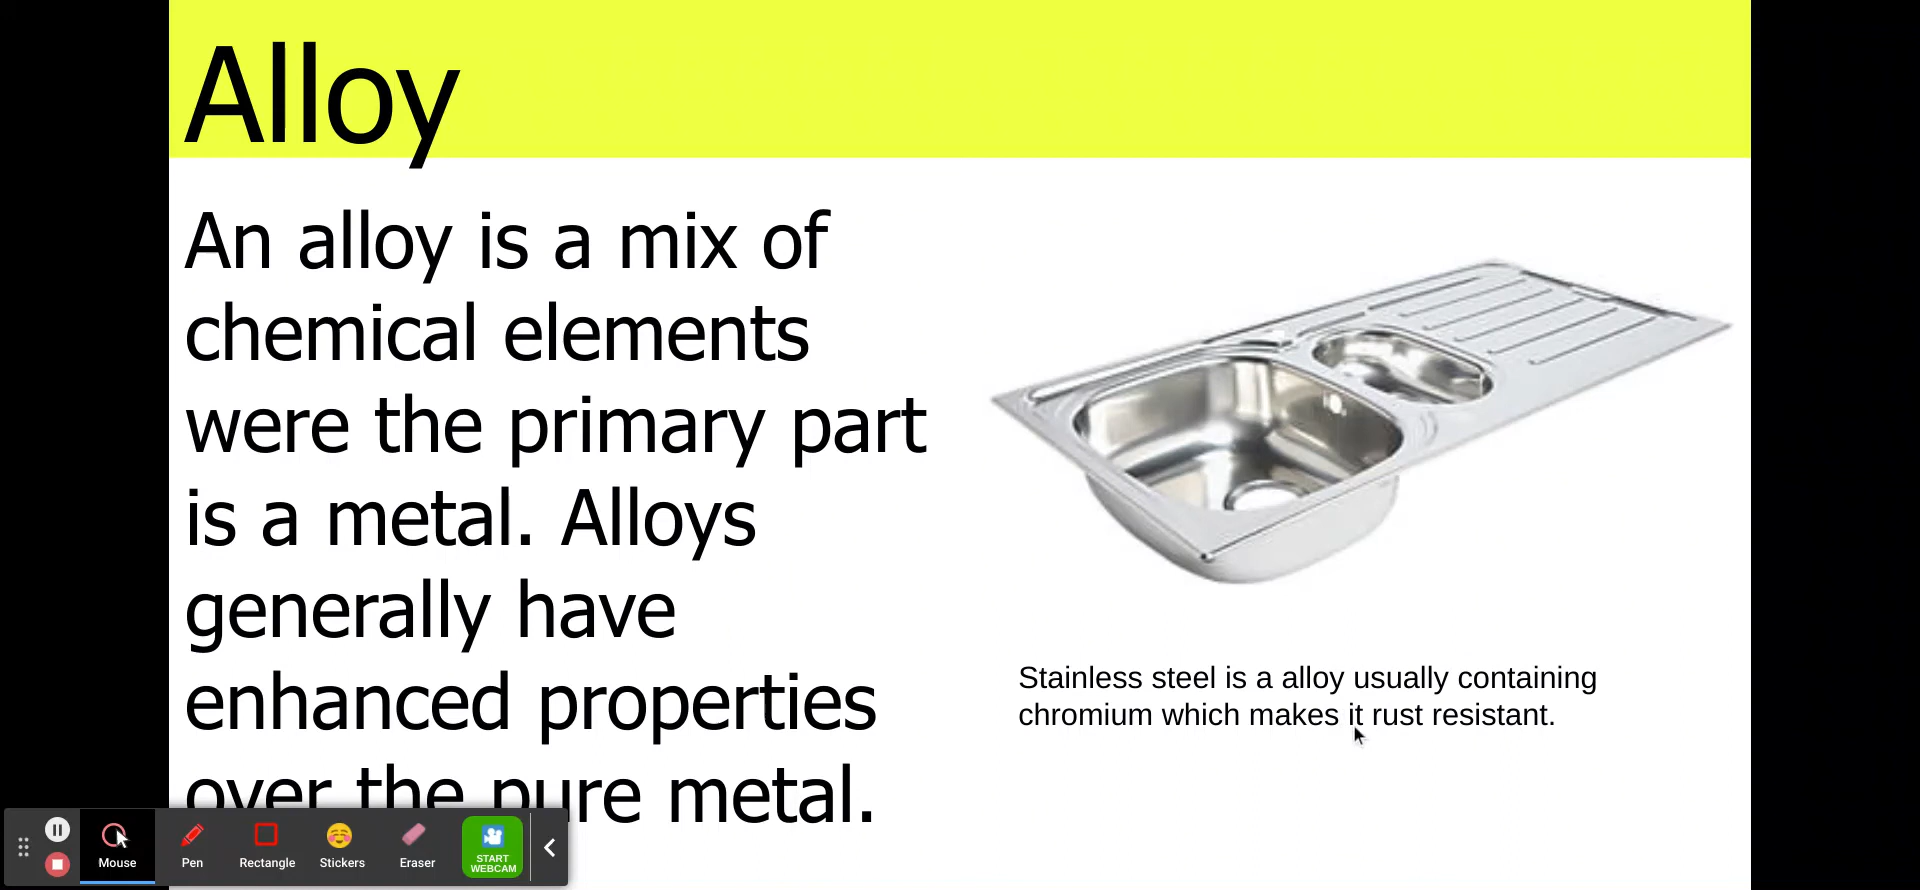 Alloy
An alloy is a mix of
chemical elements
were the primary part
is a metal. Alloys
generally have
enhanced properties
over the pure metal.
Stainless steel is a alloy usually containing
chromium which makes it rust resistant.
Mouse
Pen
Rectangle
Stickers
Eraser
START
WEBCAM